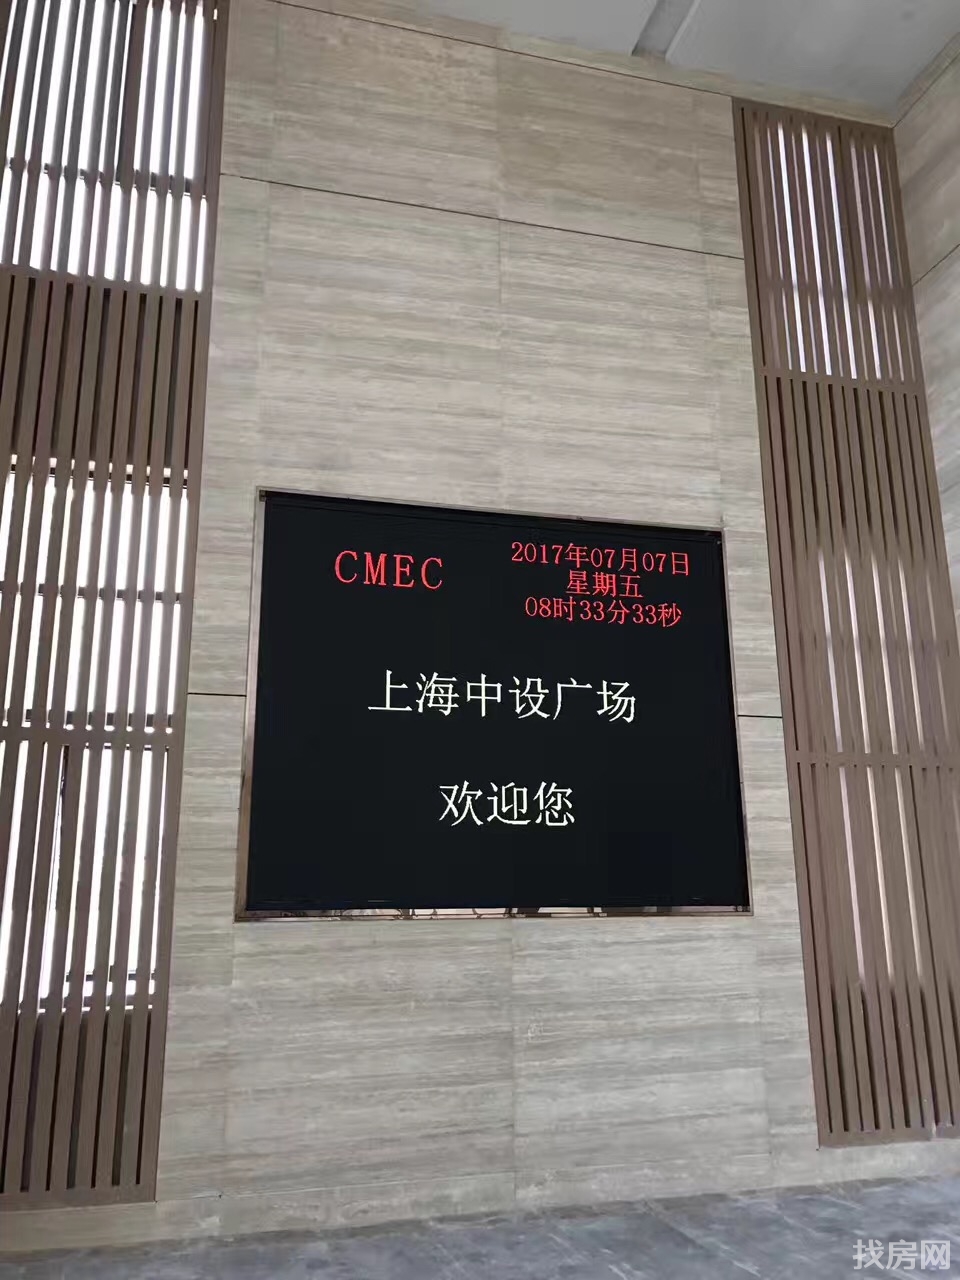 CMEC
2017年07月07日
星期五
08时33分33秒
上海中设广场
欢迎您
找房网